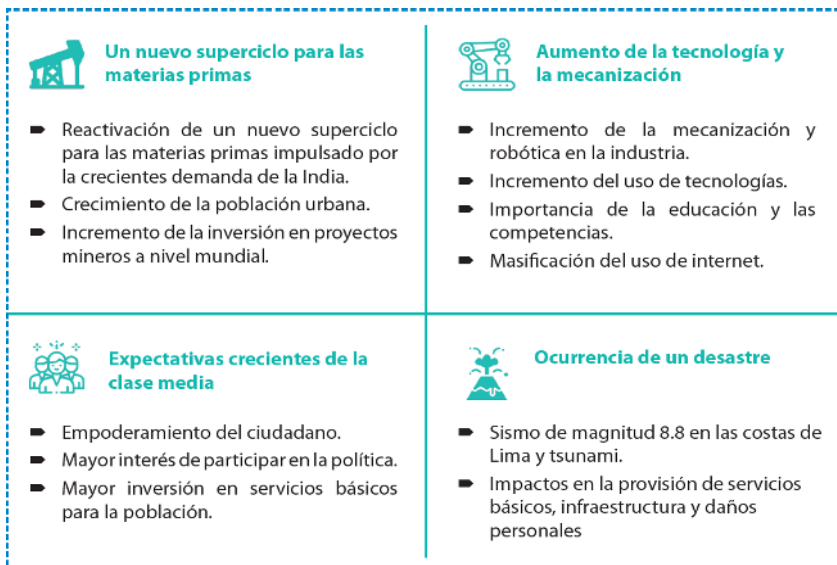 Un nuevo superciclo para las
materias primas
Reactivación de un nuevo superciclo
para las materias primas impulsado por
la crecientes demanda de la India.
Crecimiento de la población urbana.
Incremento de la inversión en proyectos
mineros a nivel mundial.
Aumento de la tecnología y
la mecanización
Incremento de la mecanización y
robótica en la industria.
Incremento del uso de tecnologías.
Importancia de la educación y las
competencias.
Masificación del uso de internet.
Expectativas crecientes de la
clase media
Empoderamiento del ciudadano.
Mayor interés de participar en la política.
Mayor inversión en servicios básicos
para la población.
Ocurrencia de un desastre
Sismo de magnitud 8.8 en las costas de
Lima y tsunami.
Impactos en la provisión de servicios
básicos, infraestructura y daños
personales